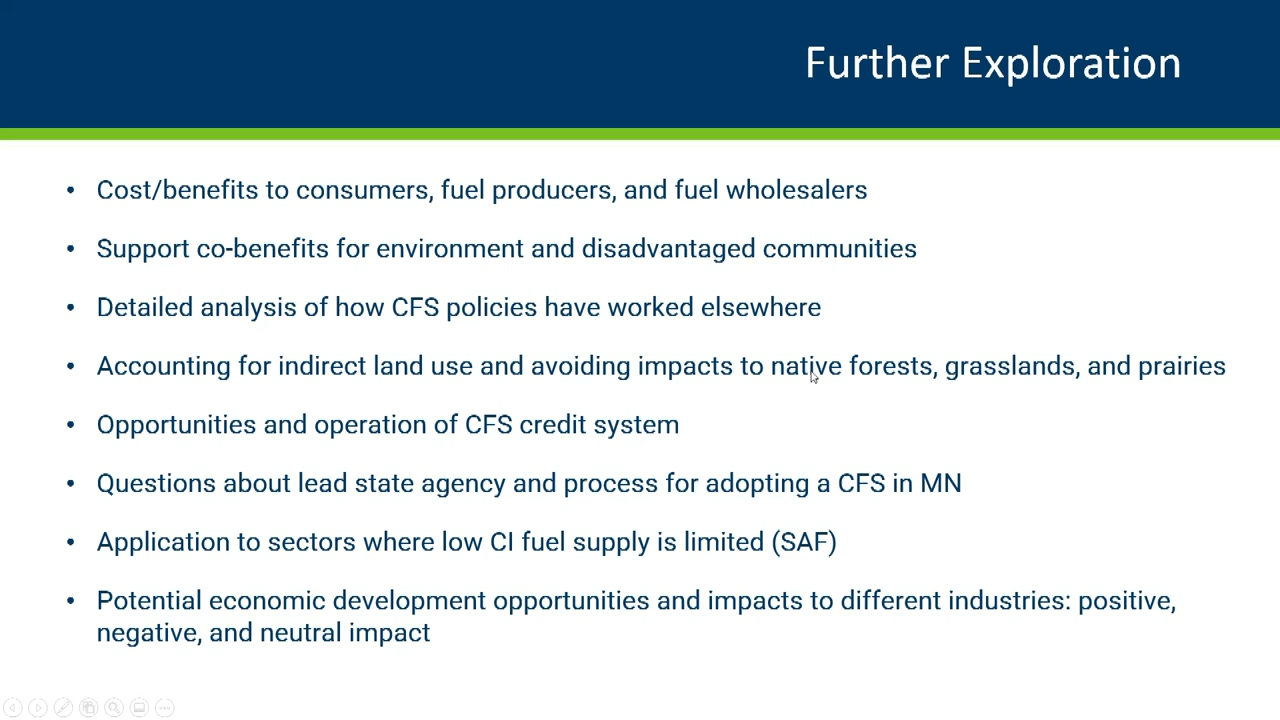 Further Exploration
• Cost/benefits to consumers, fuel producers, and fuel wholesalers
• Support co-benefits for environment and disadvantaged communities
• Detailed analysis of how CFS policies have worked elsewhere
• Accounting for indirect land use and avoiding impacts to native forests, grasslands, and prairies
• Opportunities and operation of CFS credit system
• Questions about lead state agency and process for adopting a CFS in MN
• Application to sectors where low CI fuel supply is limited (SAF)
• Potential economic development opportunities and impacts to different industries: positive,
negative, and neutral impact